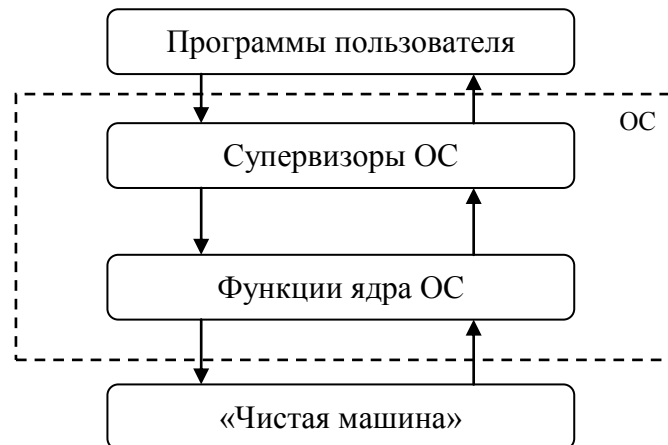 Программы пользователя
ОС
Супервизоры ОС
Функции ядра ОС
«Чистая машина»